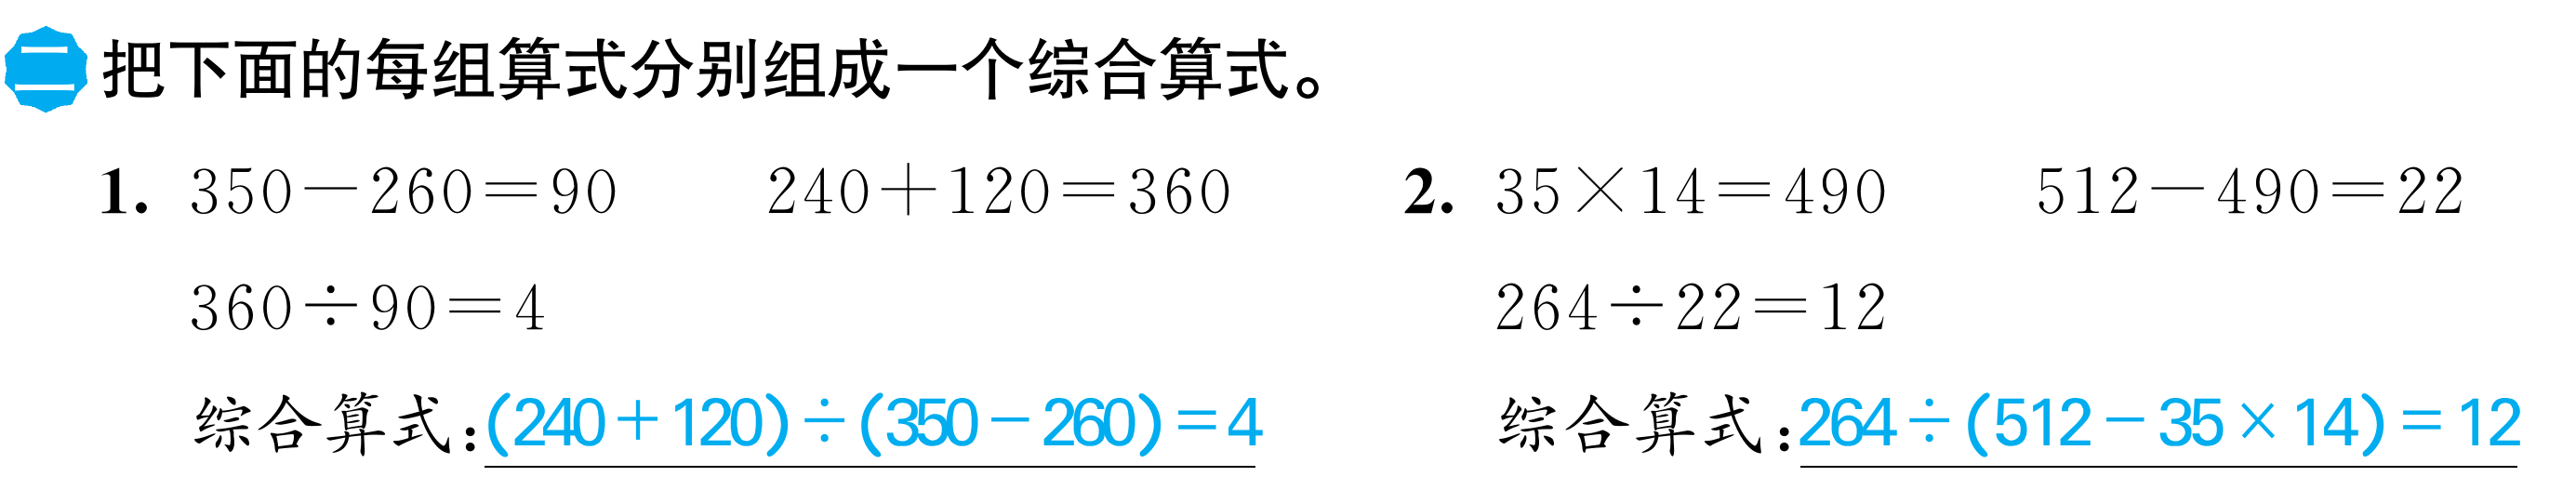 二 把下面的每组算式分别组成一个综合算式。
1. 350－260＝90 240＋120＝360 2. 35×14＝490 512－490＝22
360÷90＝4 264÷22＝12
综合算式：(240＋120)÷(350－260)＝4 综合算式：264÷(512－35×14)＝12